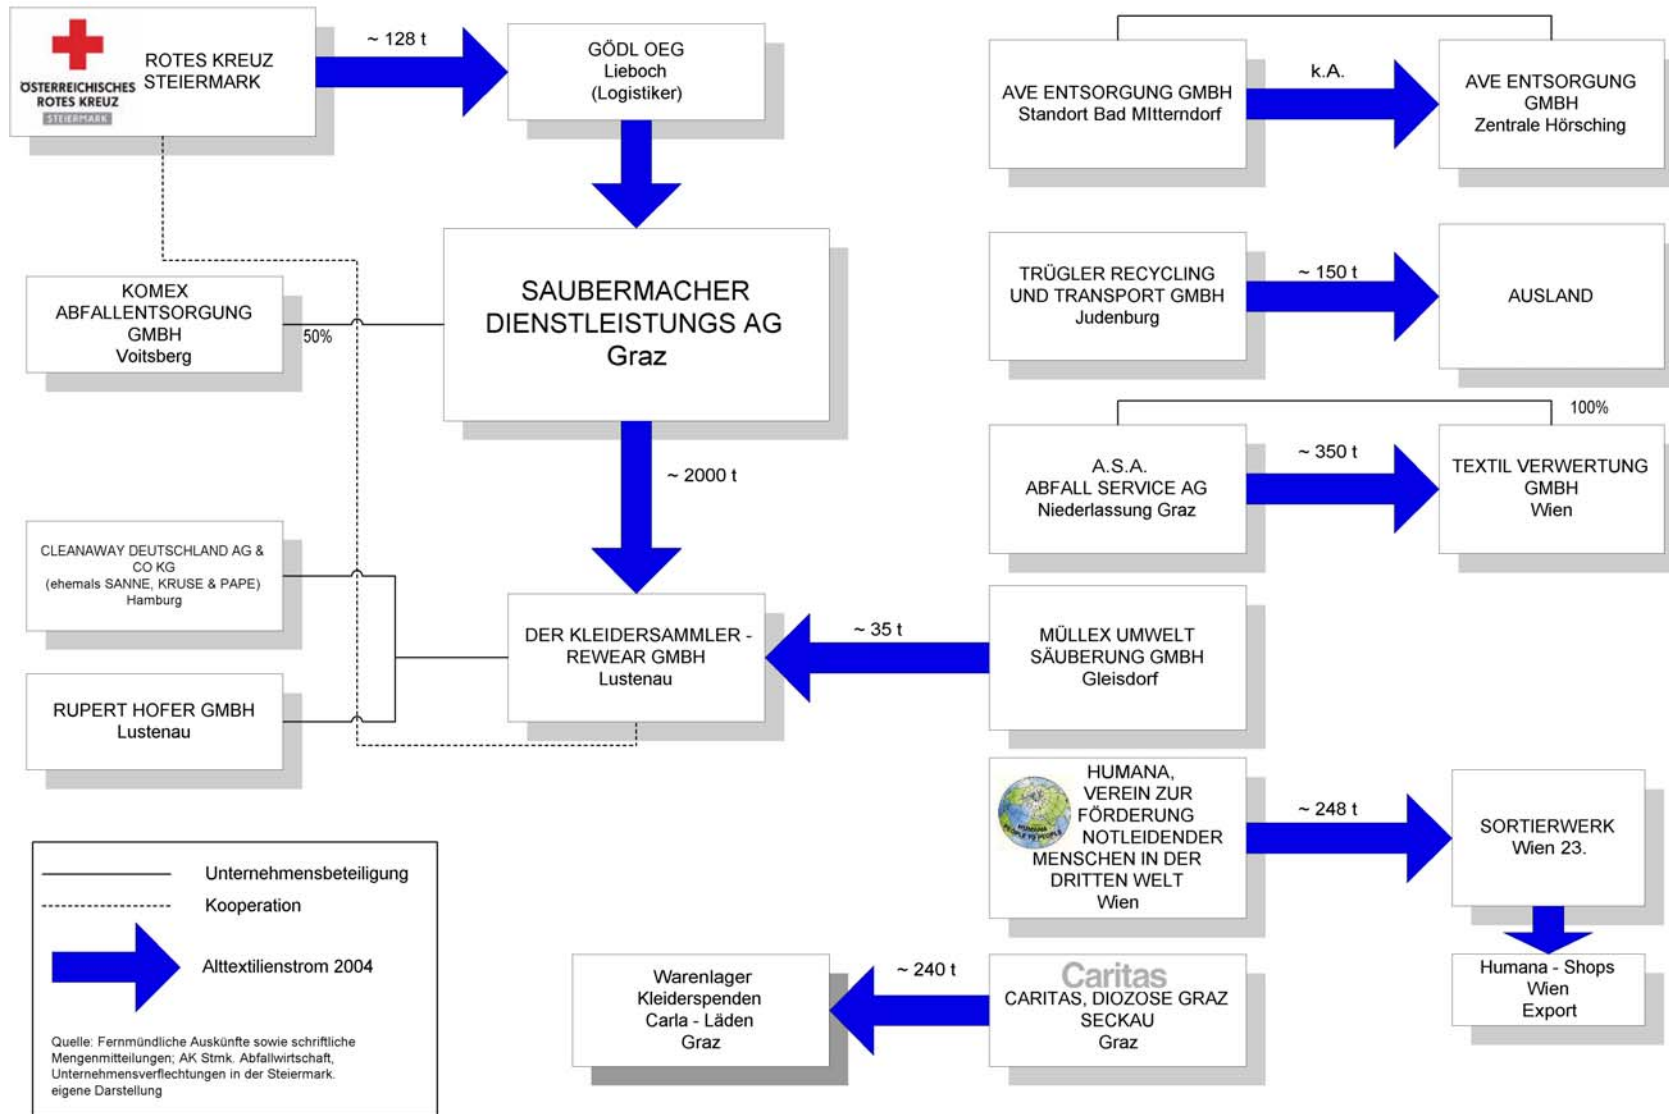 ÖSTERREICHISCHES
ROTES KREUZ
STEIERMARK
ROTES KREUZ
STEIERMARK
~ 128 t
GÖDL OEG
Lieboch
(Logistiker)
AVE ENTSORGUNG GMBH
Standort Bad MItterndorf
k.A.
AVE ENTSORGUNG
GMBH
Zentrale Hörsching
KOMEX
ABFALLENTSORGUNG
GMBH
Voitsberg
50%
SAUBERMACHER
DIENSTLEISTUNGS AG
Graz
TRÜGLER RECYCLING
UND TRANSPORT GMBH
Judenburg
~ 150 t
AUSLAND
100%
~ 2000 t
A.S.A.
ABFALL SERVICE AG
Niederlassung Graz
~ 350 t
TEXTIL VERWERTUNG
GMBH
Wien
CLEANAWAY DEUTSCHLAND AG &
CO KG
(ehemals SANNE, KRUSE & PAPE)
Hamburg
DER KLEIDERSAMMLER -
REWEAR GMBH
Lustenau
~ 35 t
MÜLLEX UMWELT
SÄUBERUNG GMBH
Gleisdorf
RUPERT HOFER GMBH
Lustenau
HUMANA
PEOPLE TO PEOPLE
HUMANA,
VEREIN ZUR
FÖRDERUNG
NOTLEIDENDER
MENSCHEN IN DER
DRITTEN WELT
Wien
~ 248 t
SORTIERWERK
Wien 23.
Humana - Shops
Wien
Export
Caritas
CARITAS, DIOZOSE GRAZ
SECKAU
Graz
~ 240 t
Warenlager
Kleiderspenden
Carla - Läden
Graz
Unternehmensbeteiligung
Kooperation
Alttextilienstrom 2004
Quelle: Fernmündliche Auskünfte sowie schriftliche
Mengenmitteilungen; AK Stmk. Abfallwirtschaft,
Unternehmensverflechtungen in der Steiermark.
eigene Darstellung